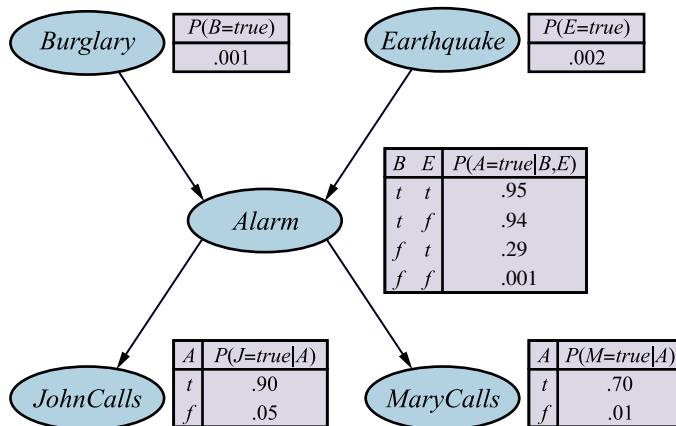 Burglary
P(B=true)
.001
Earthquake
P(E=true)
.002
B E P(A=true|B,E)
t t .95
t f .94
f t .29
f f .001
Alarm
JohnCalls
A P(J=true|A)
t .90
f .05
MaryCalls
A P(M=true|A)
t .70
f .01